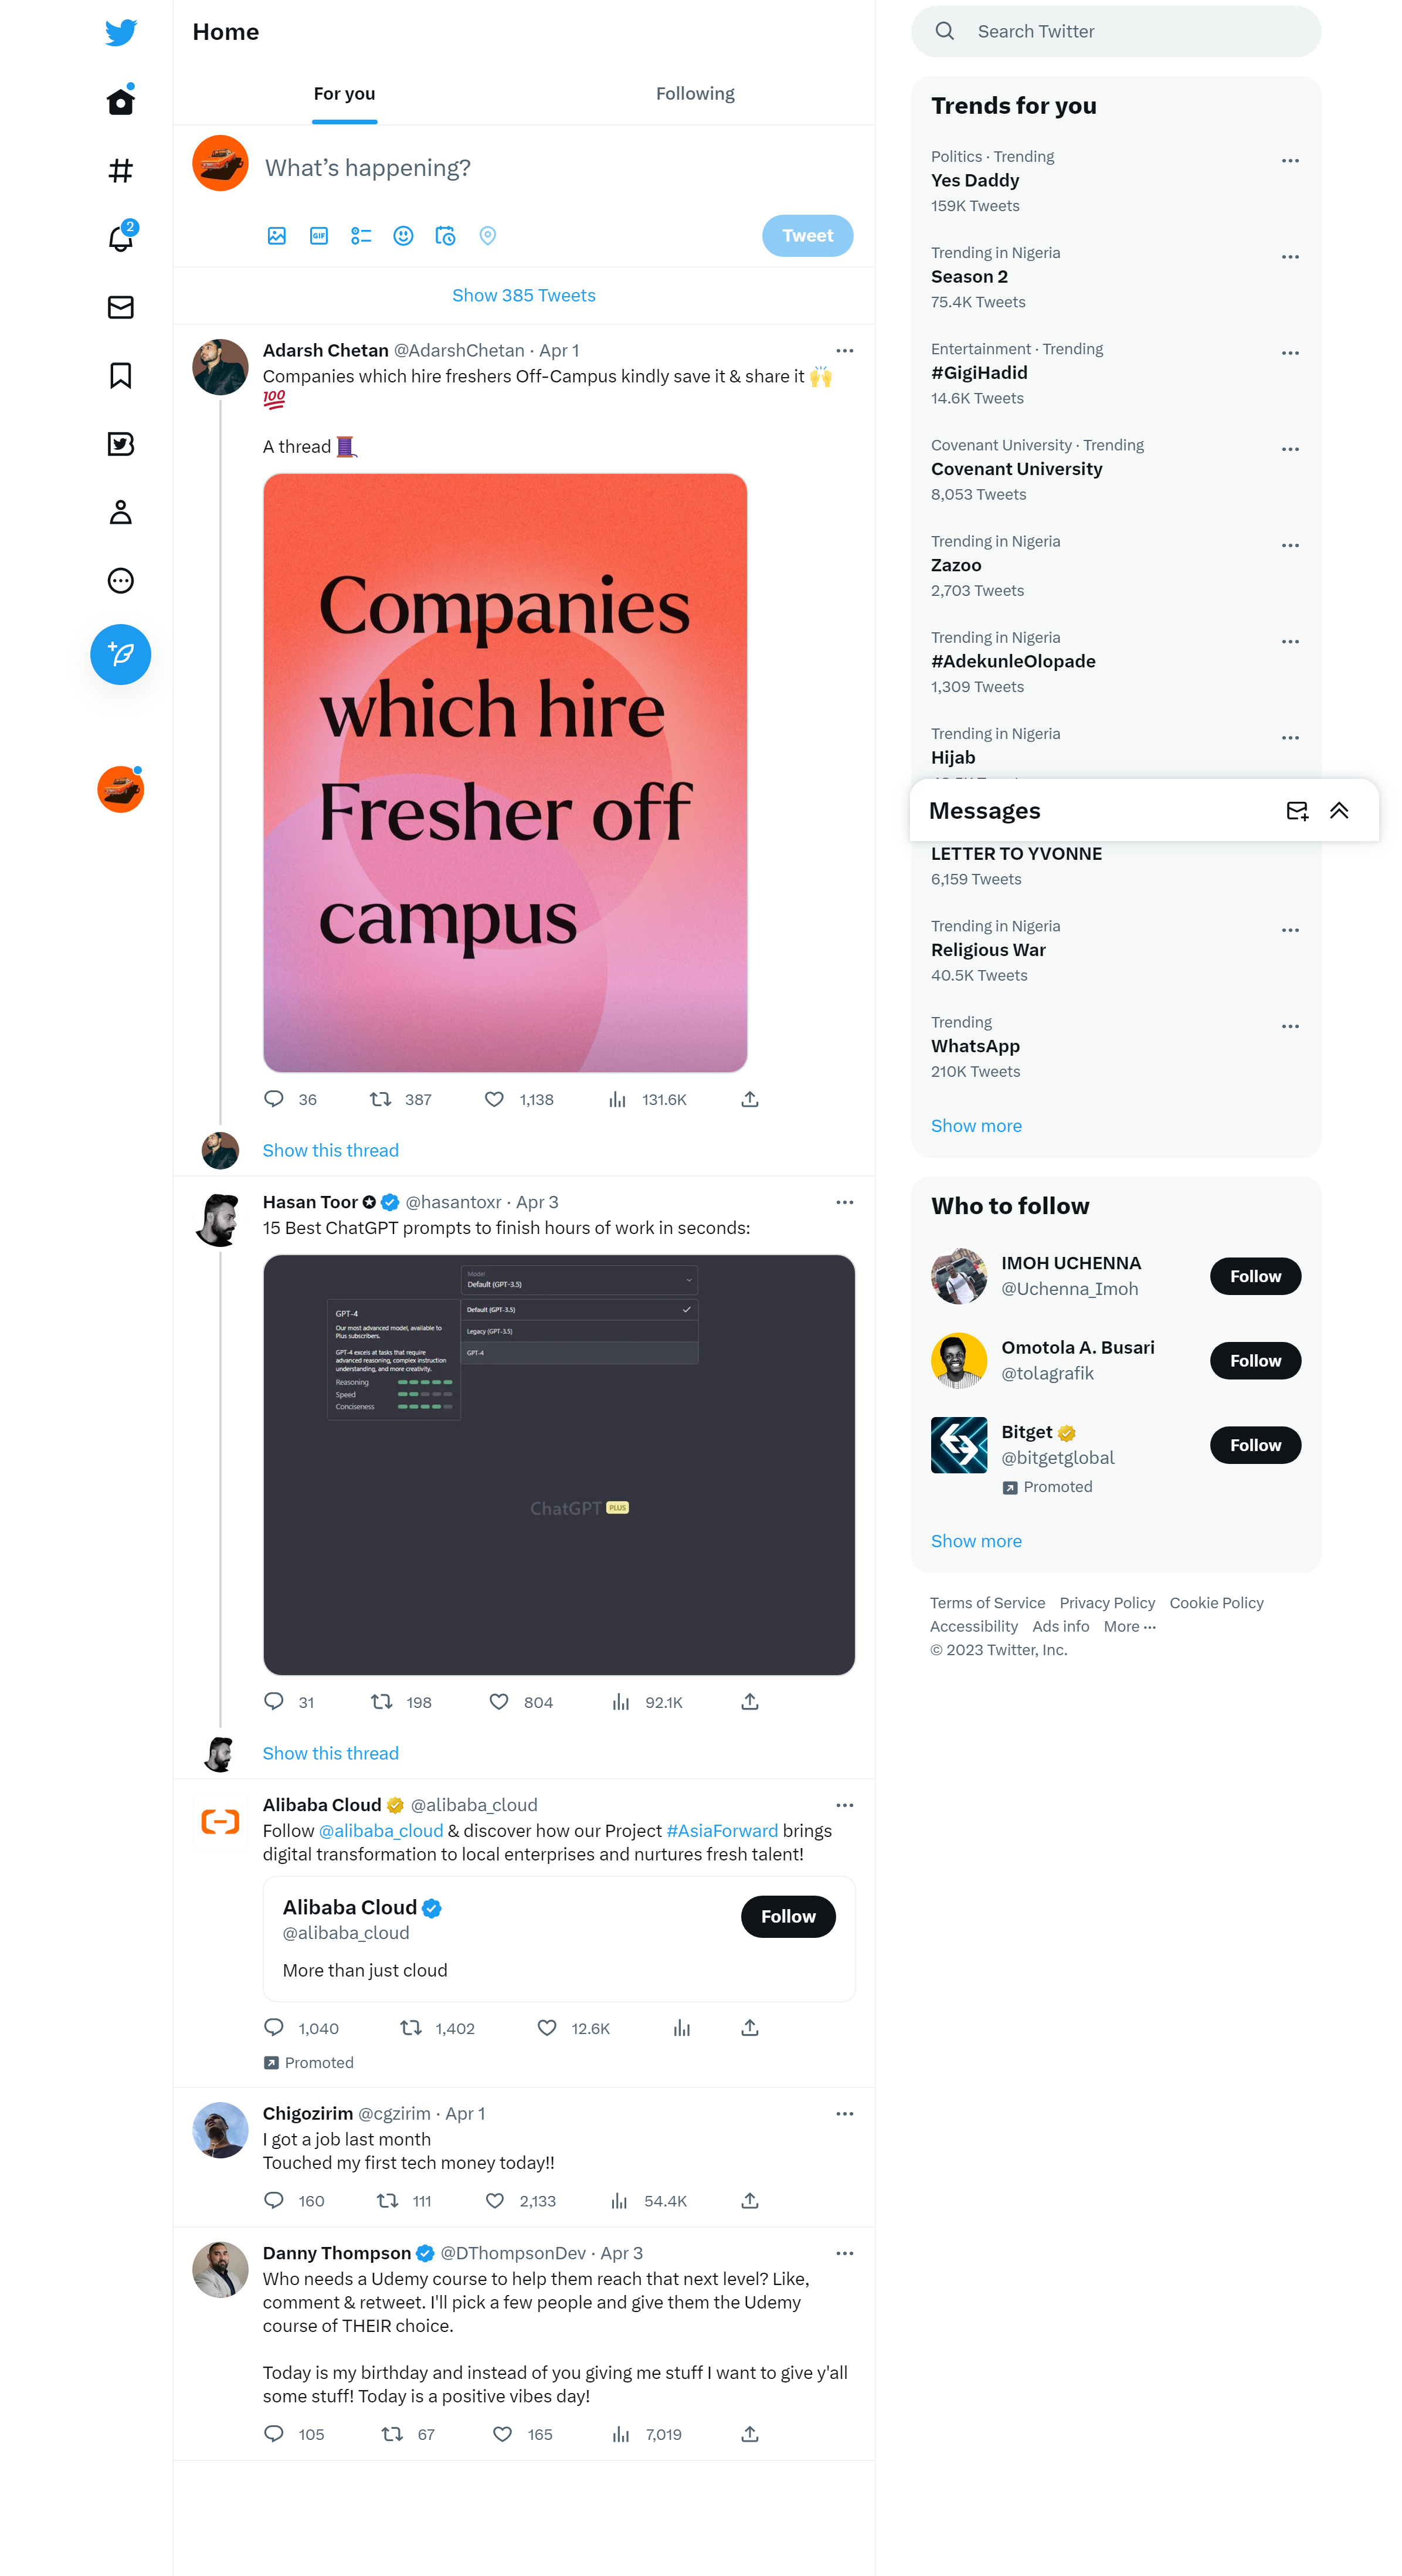 Home
For you
Following
What's happening?
GIF
Tweet
Show 385 Tweets
2
Adarsh Chetan @AdarshChetan · Apr 1
Companies which hire freshers Off-Campus kindly save it & share it 🙌
💯
A thread 🧵
Companies
which hire
Fresher off
campus
36 387 1,138 131.6K
Show this thread
Hasan Toor @hasantoxr · Apr 3
15 Best ChatGPT prompts to finish hours of work in seconds:
Model
Default (GPT-3.5)
Default (GPT-3.5)
Legacy (GPT-3.5)
GPT-4
GPT-4
Our most advanced model, available to
Plus subscribers.
GPT-4 excels at tasks that require
advanced reasoning, complex instruction
understanding, and more creativity.
Reasoning
Speed
Conciseness
ChatGPT PLUS
31 198 804 92.1K
Show this thread
Alibaba Cloud @alibaba_cloud
Follow @alibaba_cloud & discover how our Project #AsiaForward brings
digital transformation to local enterprises and nurtures fresh talent!
Alibaba Cloud
@alibaba_cloud
Follow
More than just cloud
1,040 1,402 12.6K
Promoted
Chigozirim @cgzirim · Apr 1
I got a job last month
Touched my first tech money today!!
160 111 2,133 54.4K
Danny Thompson @DThompsonDev · Apr 3
Who needs a Udemy course to help them reach that next level? Like,
comment & retweet. I'll pick a few people and give them the Udemy
course of THEIR choice.
Today is my birthday and instead of you giving me stuff I want to give y'all
some stuff! Today is a positive vibes day!
105 67 165 7,019
Search Twitter
Trends for you
Politics · Trending
Yes Daddy
159K Tweets
Trending in Nigeria
Season 2
75.4K Tweets
Entertainment · Trending
#GigiHadid
14.6K Tweets
Covenant University · Trending
Covenant University
8,053 Tweets
Trending in Nigeria
Zazoo
2,703 Tweets
Trending in Nigeria
#AdekunleOlopade
1,309 Tweets
Trending in Nigeria
Hijab
Messages
LETTER TO YVONNE
6,159 Tweets
Trending in Nigeria
Religious War
40.5K Tweets
Trending
WhatsApp
210K Tweets
Show more
Who to follow
IMOH UCHENNA
@Uchenna_Imoh
Follow
Omotola A. Busari
@tolagrafik
Follow
Bitget
@bitgetglobal
Follow
Promoted
Show more
Terms of Service Privacy Policy Cookie Policy
Accessibility Ads info More ···
© 2023 Twitter, Inc.